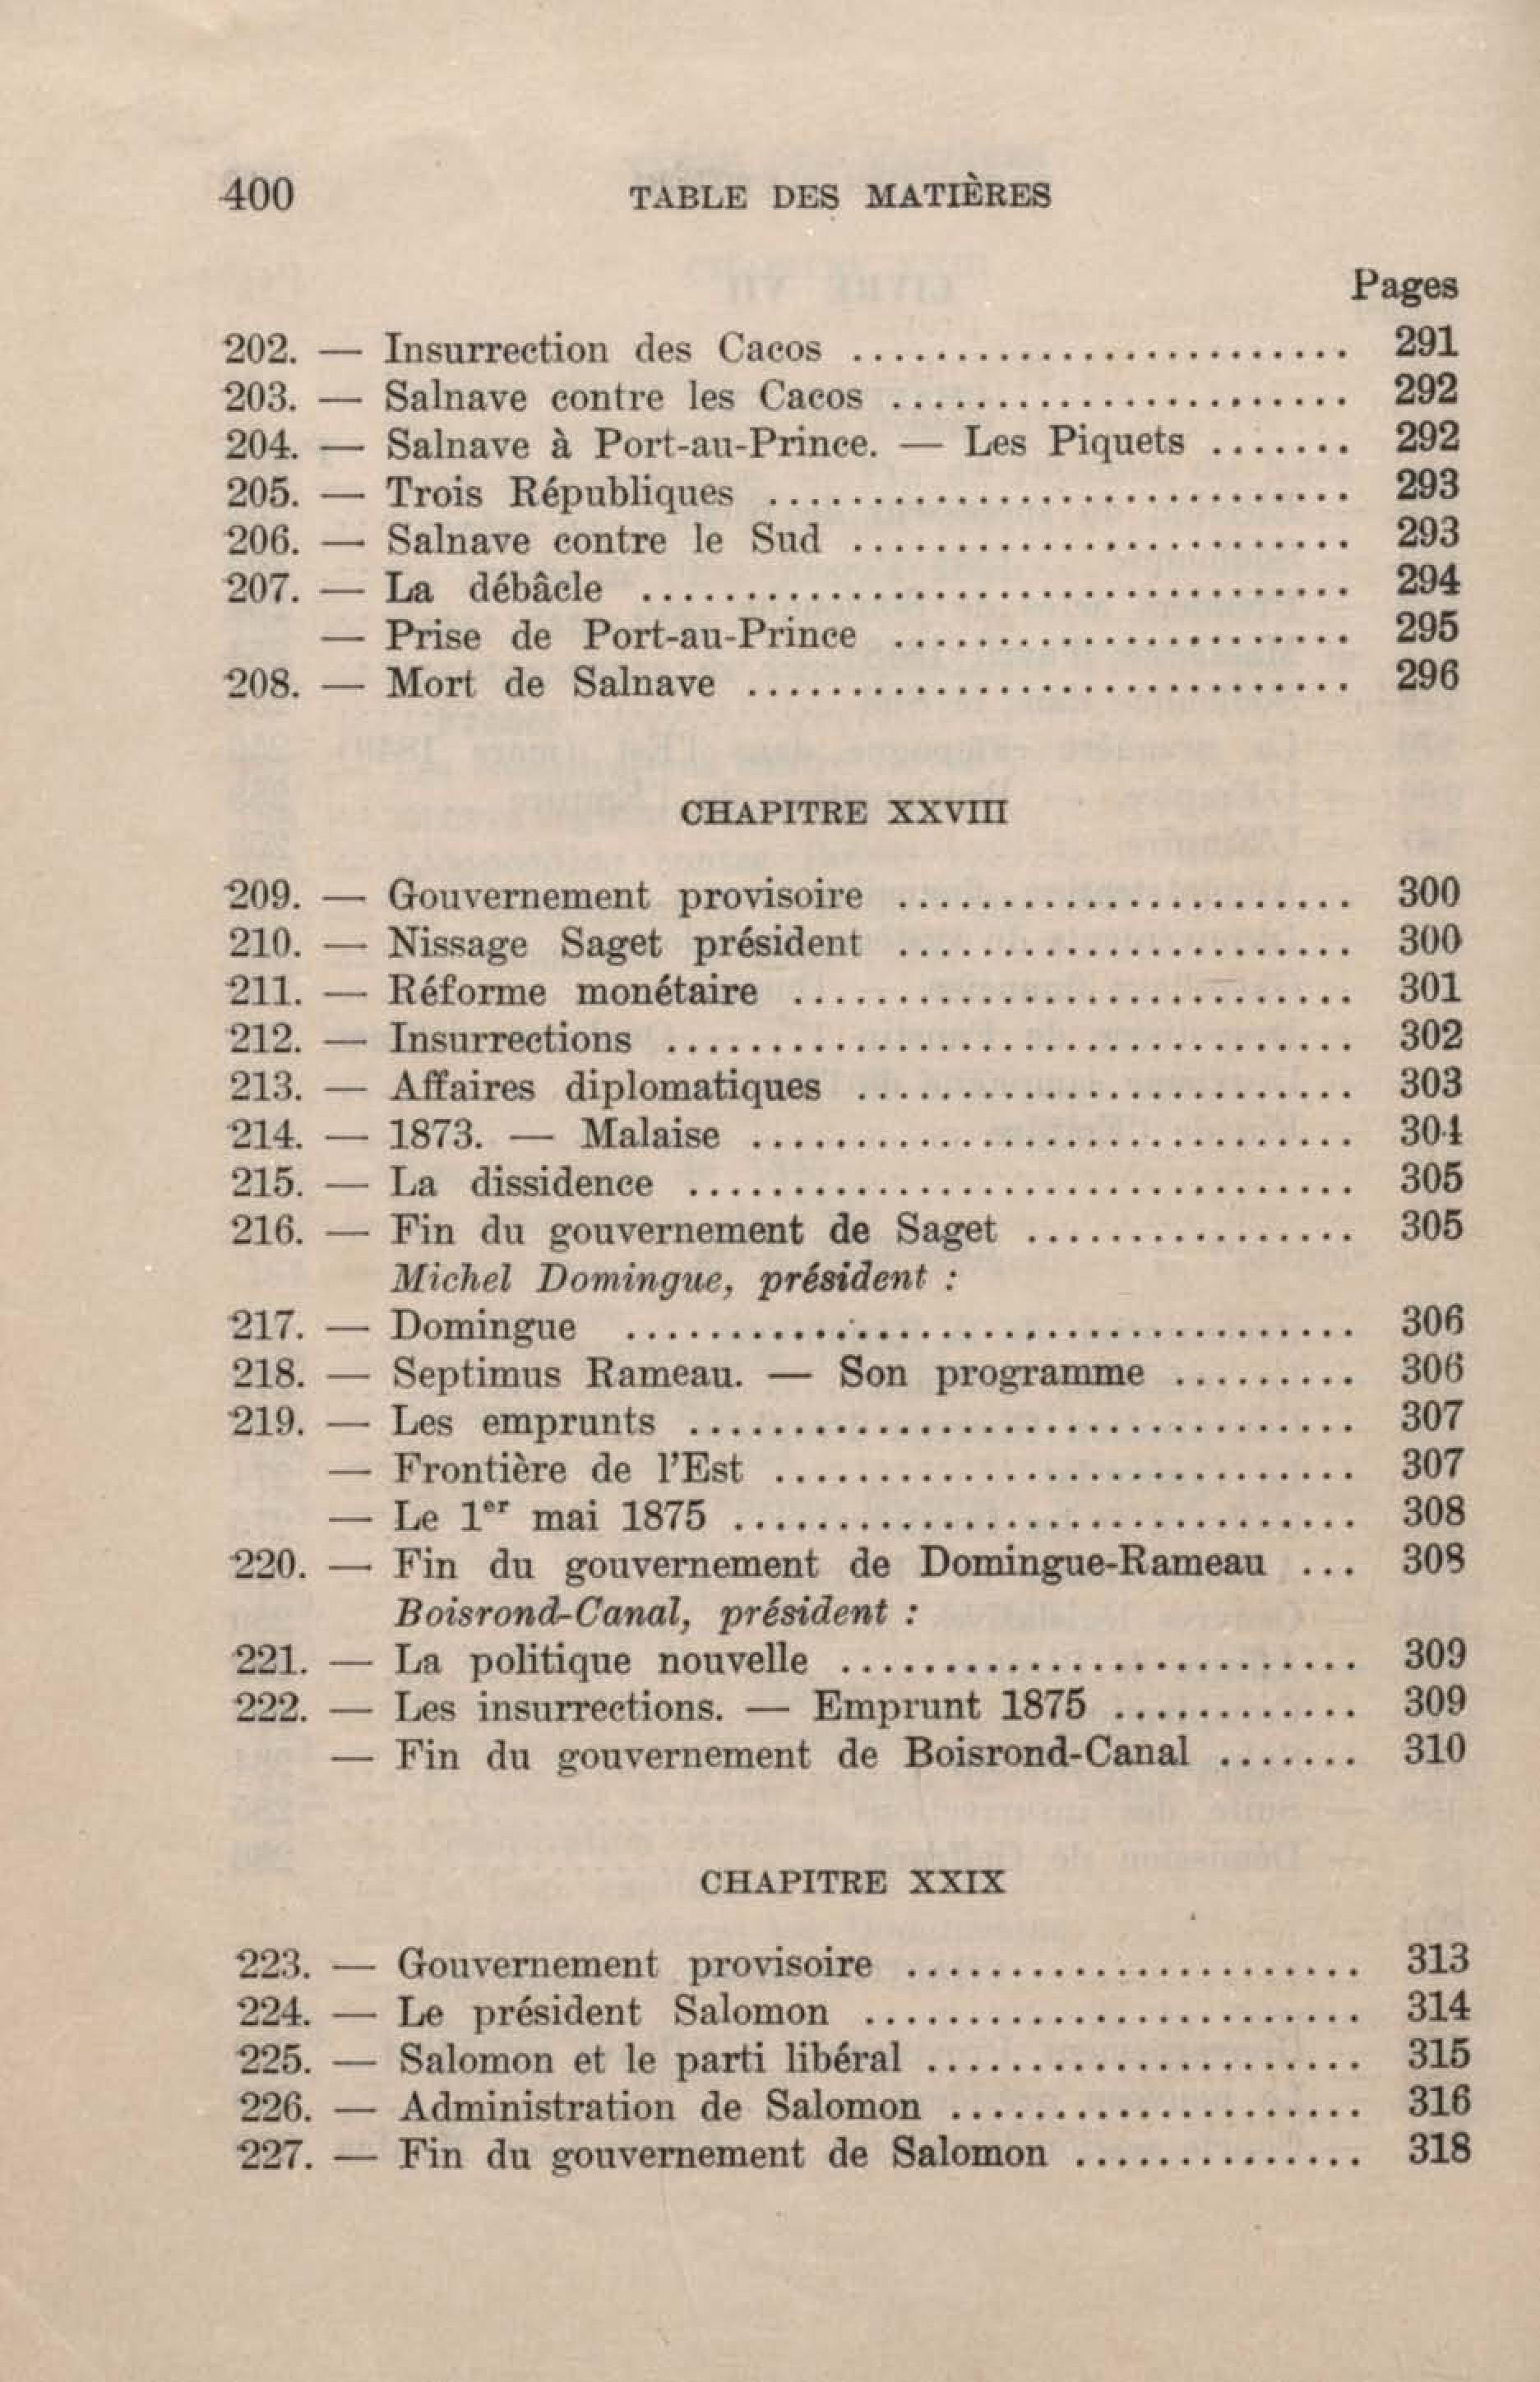 400 TABLE DES MATIÈRES
Pages
202. — Insurrection des Cacos ........................ 291
203. — Salnave contre les Cacos ...................... 292
204. — Salnave à Port-au-Prince. — Les Piquets ....... 292
205. — Trois Républiques ............................ 293
206. — Salnave contre le Sud ........................ 293
207. — La débâcle .................................. 294
— Prise de Port-au-Prince ...................... 295
208. — Mort de Salnave ............................. 296
CHAPITRE XXVIII
209. — Gouvernement provisoire ...................... 300
210. — Nissage Saget président ...................... 300
211. — Réforme monétaire ........................... 301
212. — Insurrections ................................. 302
213. — Affaires diplomatiques ........................ 303
214. — 1873. — Malaise ............................. 304
215. — La dissidence ................................ 305
216. — Fin du gouvernement de Saget ................ 305
Michel Domingue, président :
217. — Domingue ................................... 306
218. — Septimus Rameau. — Son programme ......... 306
219. — Les emprunts ................................ 307
— Frontière de l'Est ............................ 307
— Le 1er mai 1875 .............................. 308
220. — Fin du gouvernement de Domingue-Rameau ... 308
Boisrond-Canal, président :
221. — La politique nouvelle ......................... 309
222. — Les insurrections. — Emprunt 1875 ............ 309
— Fin du gouvernement de Boisrond-Canal ....... 310
CHAPITRE XXIX
223. — Gouvernement provisoire ...................... 313
224. — Le président Salomon ........................ 314
225. — Salomon et le parti libéral ..................... 315
226. — Administration de Salomon .................... 316
227. — Fin du gouvernement de Salomon .............. 318